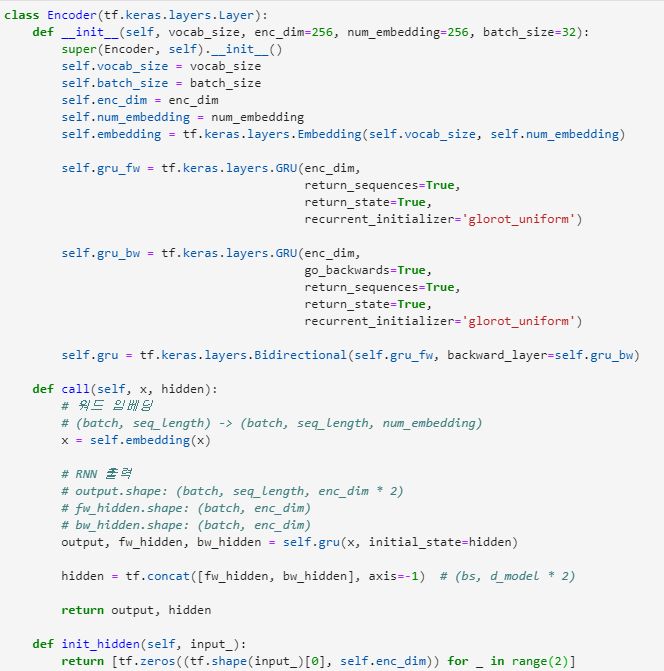 class Encoder(tf.keras.layers.Layer):
    def __init__(self, vocab_size, enc_dim=256, num_embedding=256, batch_size=32):
        super(Encoder, self).__init__()
        self.vocab_size = vocab_size
        self.batch_size = batch_size
        self.enc_dim = enc_dim
        self.num_embedding = num_embedding
        self.embedding = tf.keras.layers.Embedding(self.vocab_size, self.num_embedding)

        self.gru_fw = tf.keras.layers.GRU(enc_dim,
                                          return_sequences=True,
                                          return_state=True,
                                          recurrent_initializer='glorot_uniform')

        self.gru_bw = tf.keras.layers.GRU(enc_dim,
                                          go_backwards=True,
                                          return_sequences=True,
                                          return_state=True,
                                          recurrent_initializer='glorot_uniform')

        self.gru = tf.keras.layers.Bidirectional(self.gru_fw, backward_layer=self.gru_bw)

    def call(self, x, hidden):
        # 워드 임베딩
        # (batch, seq_length) -> (batch, seq_length, num_embedding)
        x = self.embedding(x)

        # RNN 출력
        # output.shape: (batch, seq_length, enc_dim * 2)
        # fw_hidden.shape: (batch, enc_dim)
        # bw_hidden.shape: (batch, enc_dim)
        output, fw_hidden, bw_hidden = self.gru(x, initial_state=hidden)

        hidden = tf.concat([fw_hidden, bw_hidden], axis=-1)  # (bs, d_model * 2)

        return output, hidden

    def init_hidden(self, input_):
        return [tf.zeros((tf.shape(input_)[0], self.enc_dim)) for _ in range(2)]